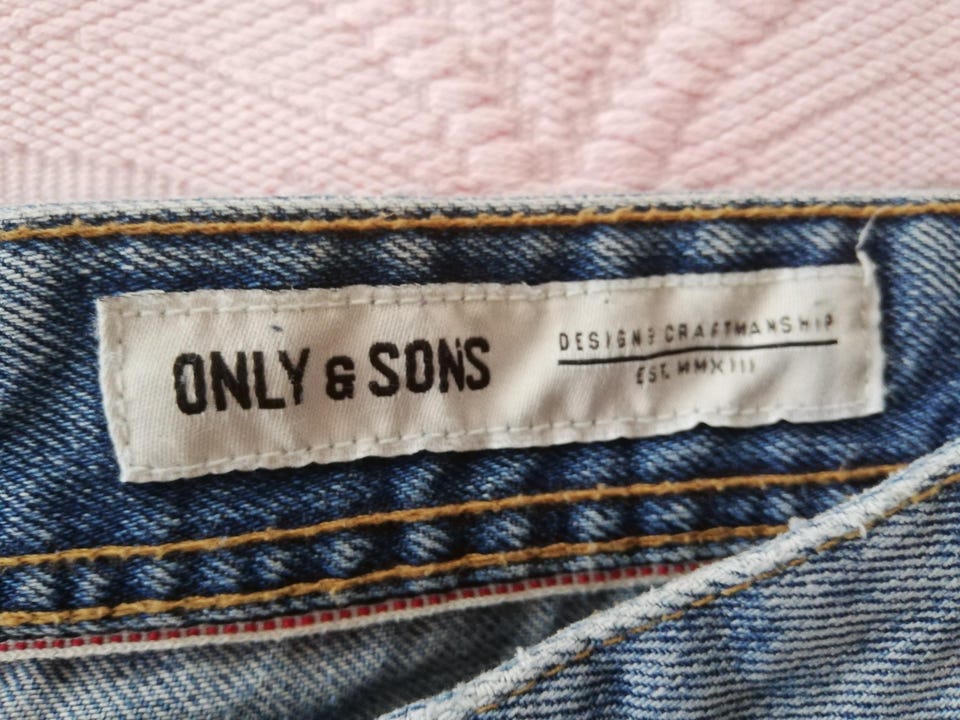 ONLY & SONS
DESIGN & CRAFTMANSHIP
EST. MMXIII